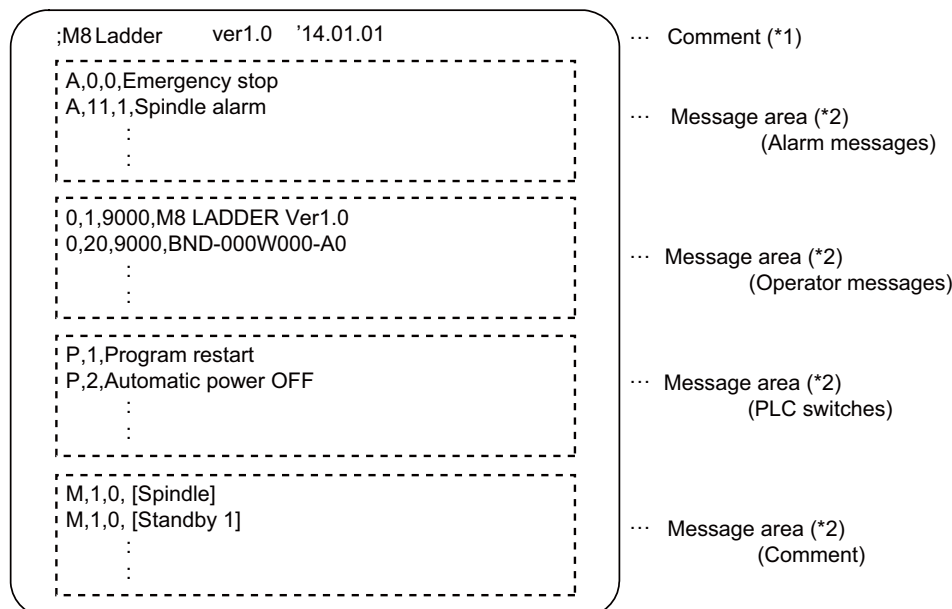 ;M8 Ladder ver1.0 '14.01.01 ... Comment (*1)
A,0,0,Emergency stop
A,11,1,Spindle alarm
:
:
... Message area (*2)
(Alarm messages)
0,1,9000,M8 LADDER Ver1.0
0,20,9000,BND-000W000-A0
:
:
... Message area (*2)
(Operator messages)
P,1,Program restart
P,2,Automatic power OFF
:
:
... Message area (*2)
(PLC switches)
M,1,0, [Spindle]
M,1,0, [Standby 1]
:
:
... Message area (*2)
(Comment)